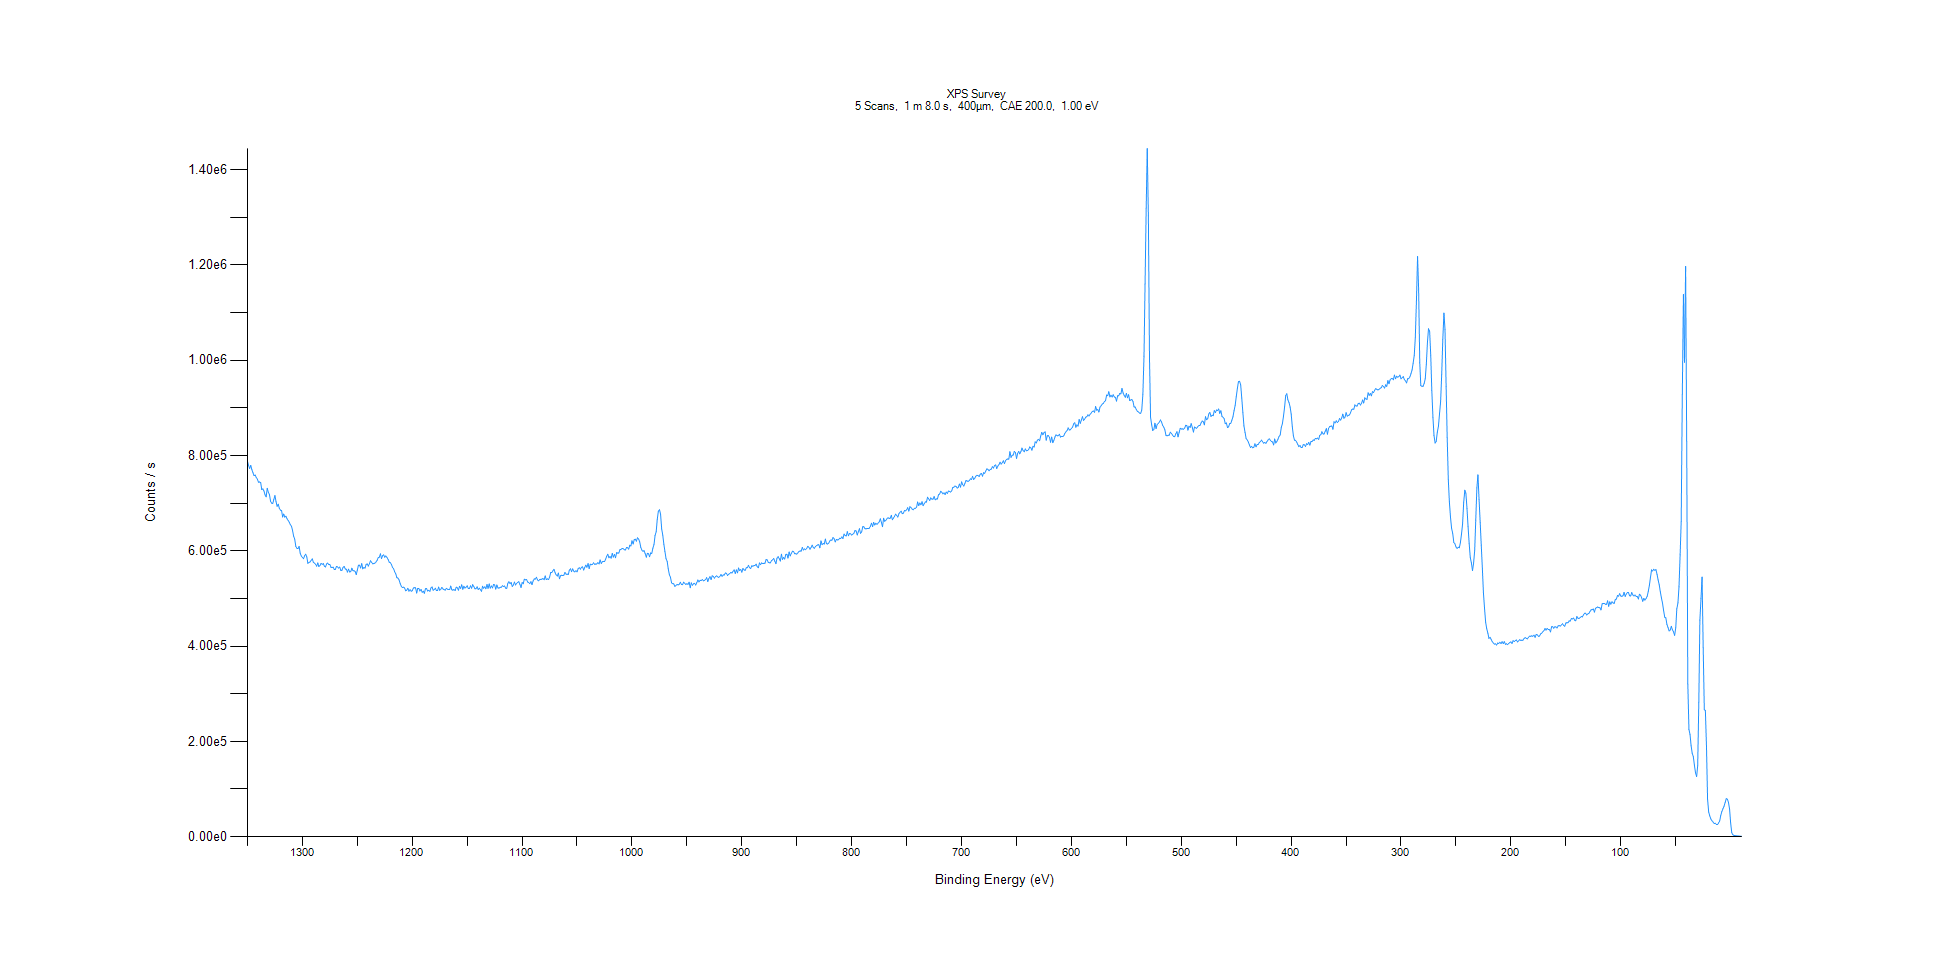 XPS Survey
5 Scans, 1 m 8.0 s, 400µm, CAE 200.0, 1.00 eV
1.40e6
1.20e6
1.00e6
8.00e5
6.00e5
4.00e5
2.00e5
0.00e0
Counts / s
1300 1200 1100 1000 900 800 700 600 500 400 300 200 100
Binding Energy (eV)